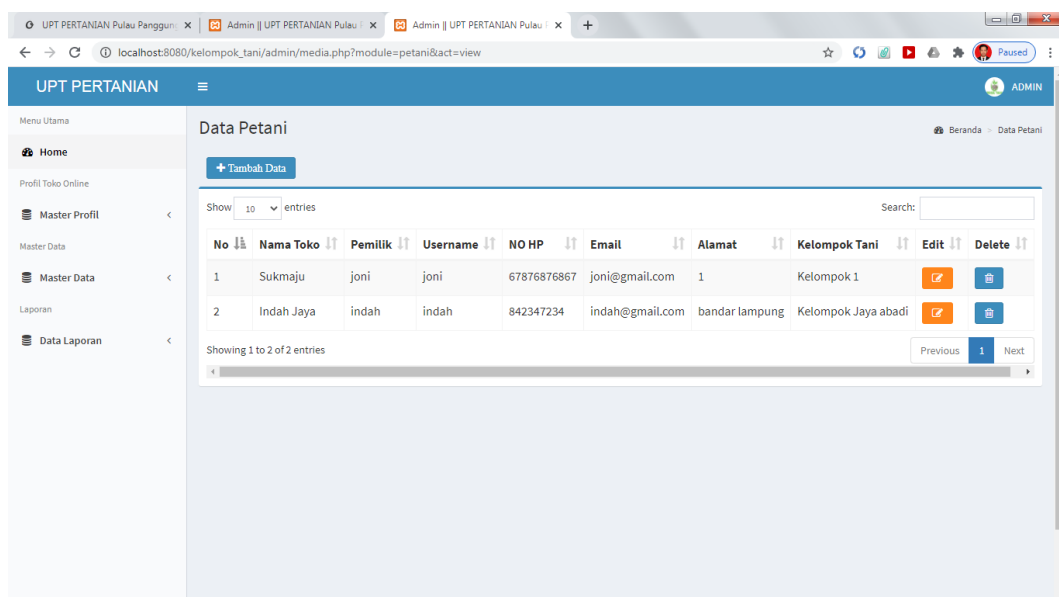 UPT PERTANIAN Pulau Panggung
Admin || UPT PERTANIAN Pulau
Admin || UPT PERTANIAN Pulau
localhost:8080/kelompok_tani/admin/media.php?module=petani&act=view
Paused
UPT PERTANIAN
ADMIN
Menu Utama
Home
Profil Toko Online
Master Profil
Master Data
Master Data
Laporan
Data Laporan
Data Petani
Beranda > Data Petani
Tambah Data
Show 10 entries
Search:
No Nama Toko Pemilik Username NO HP Email Alamat Kelompok Tani Edit Delete
1 Sukmaju joni joni 67876876867 joni@gmail.com 1 Kelompok 1
2 Indah Jaya indah indah 842347234 indah@gmail.com bandar lampung Kelompok Jaya abadi
Showing 1 to 2 of 2 entries
Previous 1 Next